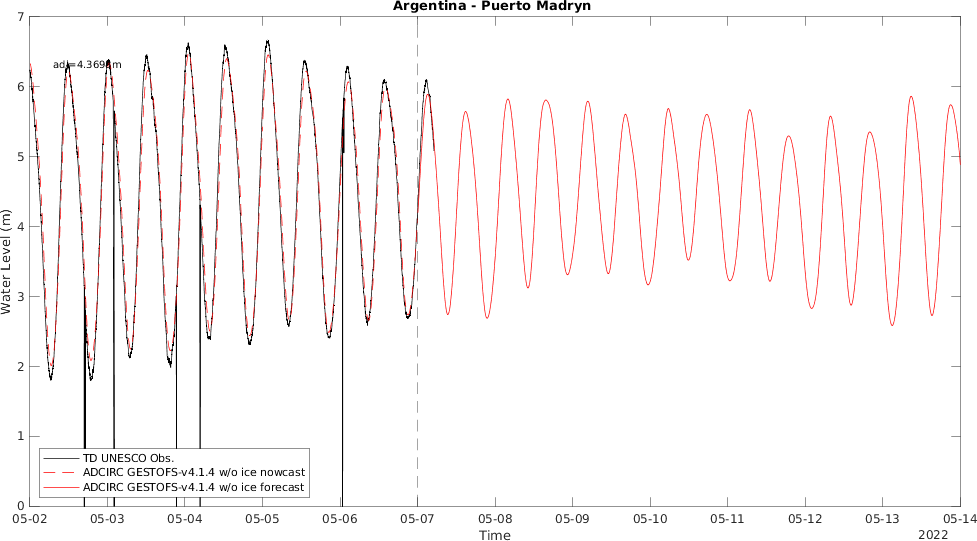 Argentina - Puerto Madryn
7
6
5
4
3
2
1
0
Water Level (m)
TD UNESCO Obs.
ADCIRC GESTOFS-v4.1.4 w/o ice nowcast
ADCIRC GESTOFS-v4.1.4 w/o ice forecast
05-02 05-03 05-04 05-05 05-06 05-07 05-08 05-09 05-10 05-11 05-12 05-13 05-14
Time
2022